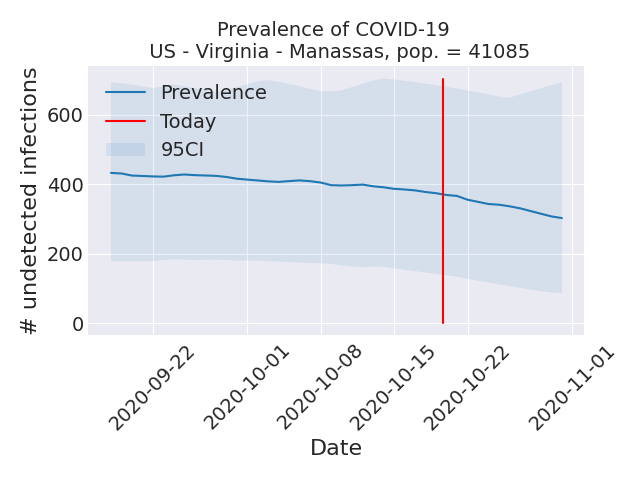 Prevalence of COVID-19
US - Virginia - Manassas, pop. = 41085
# undetected infections
600
400
200
0
Prevalence
Today
95CI
2020-09-22
2020-10-01
2020-10-08
2020-10-15
2020-10-22
2020-11-01
Date